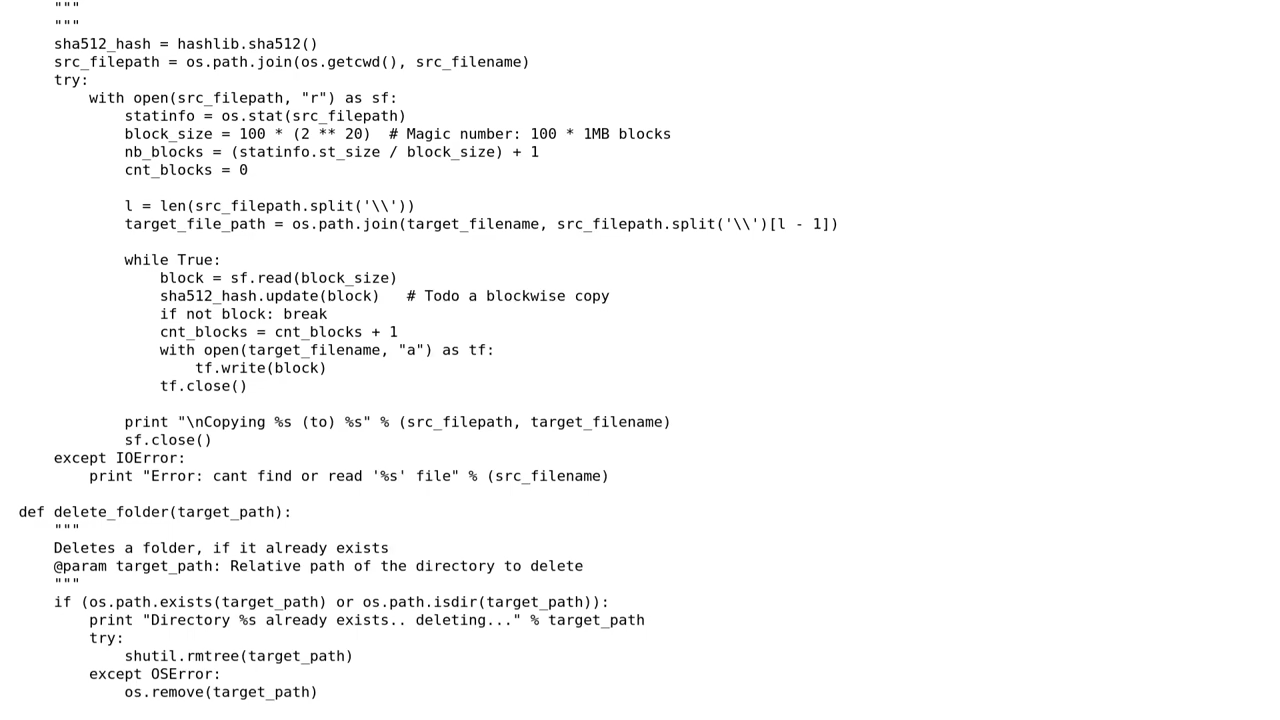 """
    """
    sha512_hash = hashlib.sha512()
    src_filepath = os.path.join(os.getcwd(), src_filename)
    try:
        with open(src_filepath, "r") as sf:
            statinfo = os.stat(src_filepath)
            block_size = 100 * (2 ** 20)  # Magic number: 100 * 1MB blocks
            nb_blocks = (statinfo.st_size / block_size) + 1
            cnt_blocks = 0

            l = len(src_filepath.split('\\'))
            target_file_path = os.path.join(target_filename, src_filepath.split('\\')[l - 1])

            while True:
                block = sf.read(block_size)
                sha512_hash.update(block)   # Todo a blockwise copy
                if not block: break
                cnt_blocks = cnt_blocks + 1
                with open(target_filename, "a") as tf:
                    tf.write(block)
                tf.close()

            print "\nCopying %s (to) %s" % (src_filepath, target_filename)
            sf.close()
    except IOError:
        print "Error: cant find or read '%s' file" % (src_filename)

def delete_folder(target_path):
    """
    Deletes a folder, if it already exists
    @param target_path: Relative path of the directory to delete
    """
    if (os.path.exists(target_path) or os.path.isdir(target_path)):
        print "Directory %s already exists.. deleting..." % target_path
        try:
            shutil.rmtree(target_path)
        except OSError:
            os.remove(target_path)